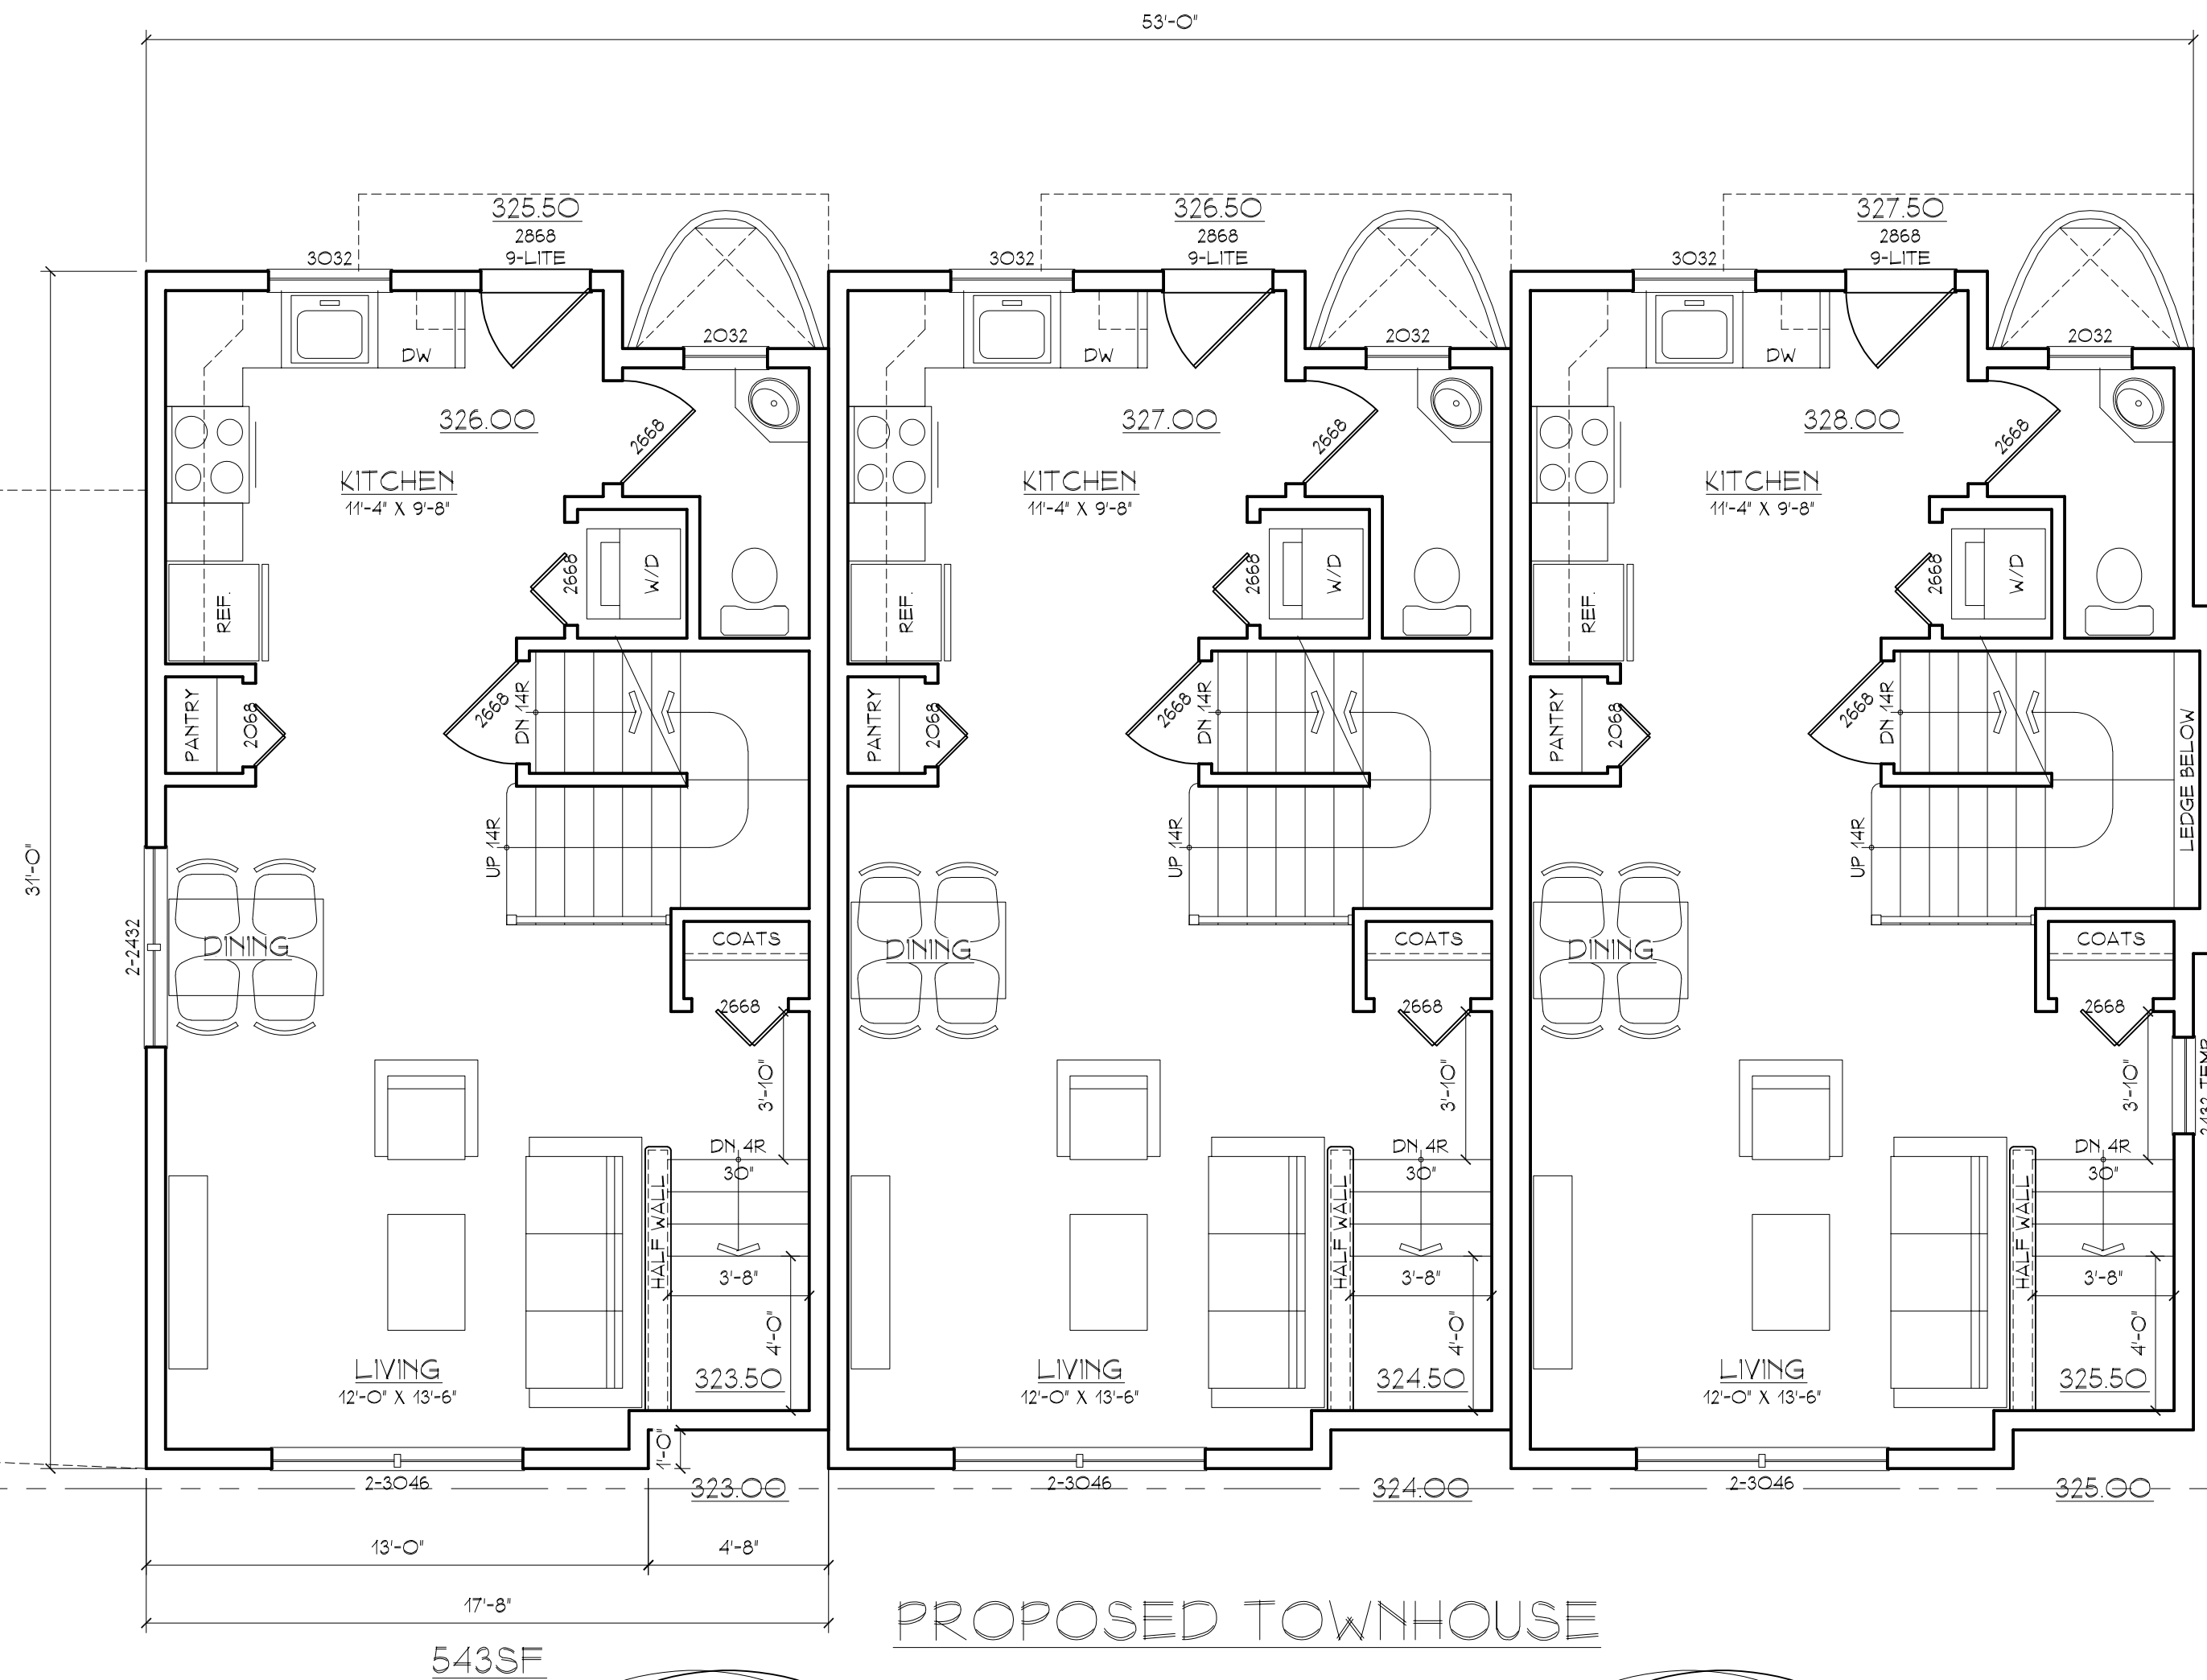 53'-0"
325.50
326.50
327.50
2868
2868
2868
3032
9-LITE
3032
9-LITE
3032
9-LITE
2032
2032
2032
DW
DW
DW
326.00
327.00
328.00
2668
2668
2668
KITCHEN
KITCHEN
KITCHEN
11'-4" X 9'-8"
11'-4" X 9'-8"
11'-4" X 9'-8"
2668
W/D
2668
W/D
2668
W/D
REF.
REF.
REF.
PANTRY
2068
2668
DN 14R
PANTRY
2068
2668
DN 14R
PANTRY
2068
2668
DN 14R
LEDGE BELOW
UP 14R
UP 14R
UP 14R
31'-0"
2-2432
DINING
COATS
DINING
COATS
DINING
COATS
2668
2668
2668
3'-10"
3'-10"
3'-10"
2432 TEMP
DN 4R
DN 4R
DN 4R
30"
30"
30"
HALF WALL
HALF WALL
HALF WALL
3'-8"
3'-8"
3'-8"
4'-0"
4'-0"
4'-0"
LIVING
323.50
LIVING
324.50
LIVING
325.50
12'-0" X 13'-6"
12'-0" X 13'-6"
12'-0" X 13'-6"
1'-0"
2-3046
323.00
2-3046
324.00
2-3046
325.00
13'-0"
4'-8"
17'-8"
PROPOSED TOWNHOUSE
543SF